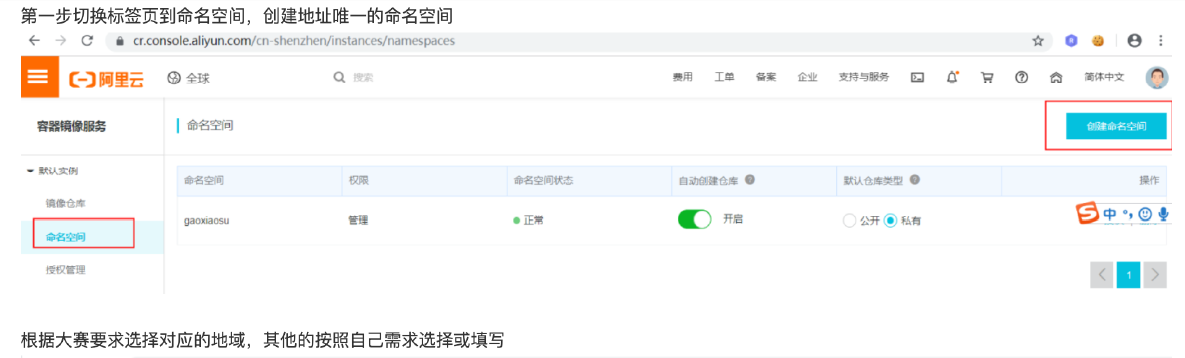 第一步切换标签页到命名空间，创建地址唯一的命名空间
cr.console.aliyun.com/cn-shenzhen/instances/namespaces
阿里云 全球 搜索 费用 工单 备案 企业 支持与服务 简体中文
容器镜像服务 命名空间 创建命名空间
默认实例
命名空间 权限 命名空间状态 自动创建仓库 默认仓库类型 操作
镜像仓库
gaoxiaosu 管理 正常 开启 公开 私有 中
命名空间
授权管理
1
根据大赛要求选择对应的地域，其他的按照自己需求选择或填写